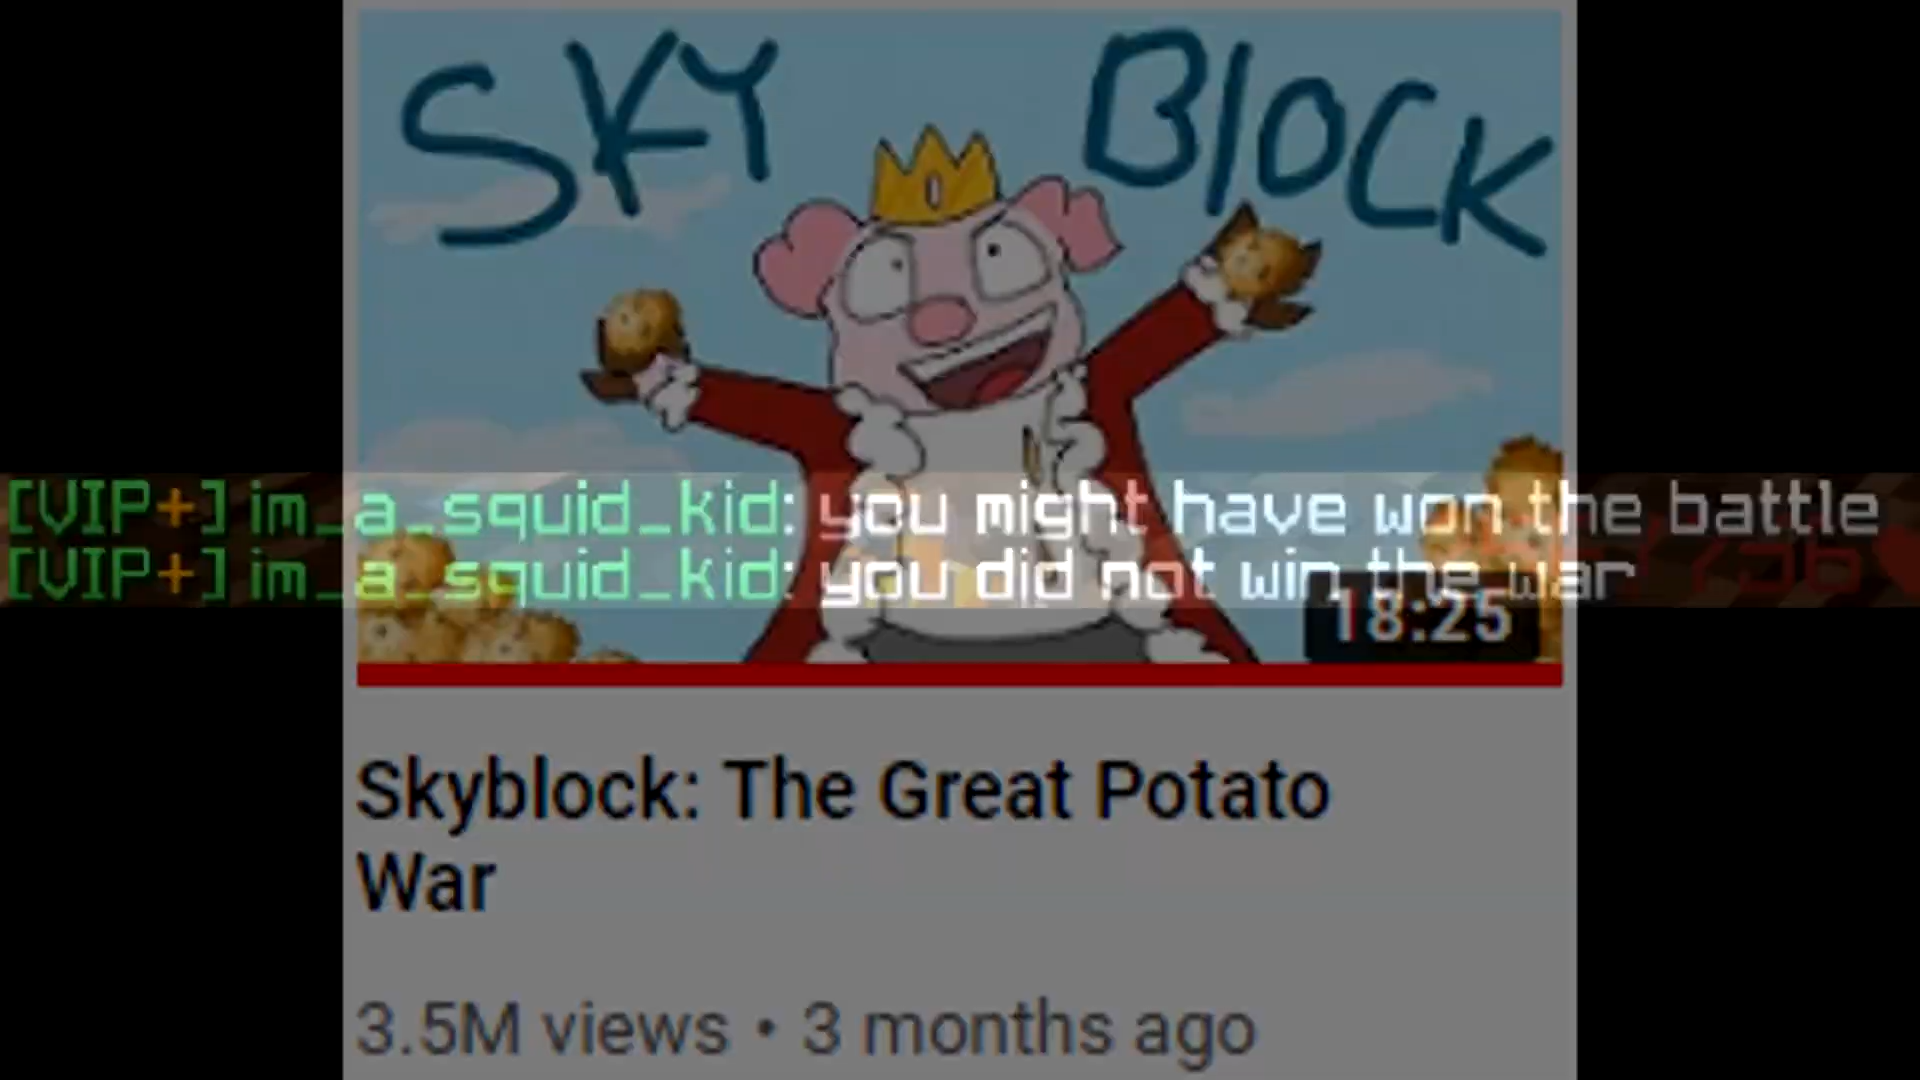 SKY BLOCK
[VIP+] im_a_squid_kid: you might have won the battle
[VIP+] im_a_squid_kid: you did not win the war
18:25
Skyblock: The Great Potato
War
3.5M views • 3 months ago